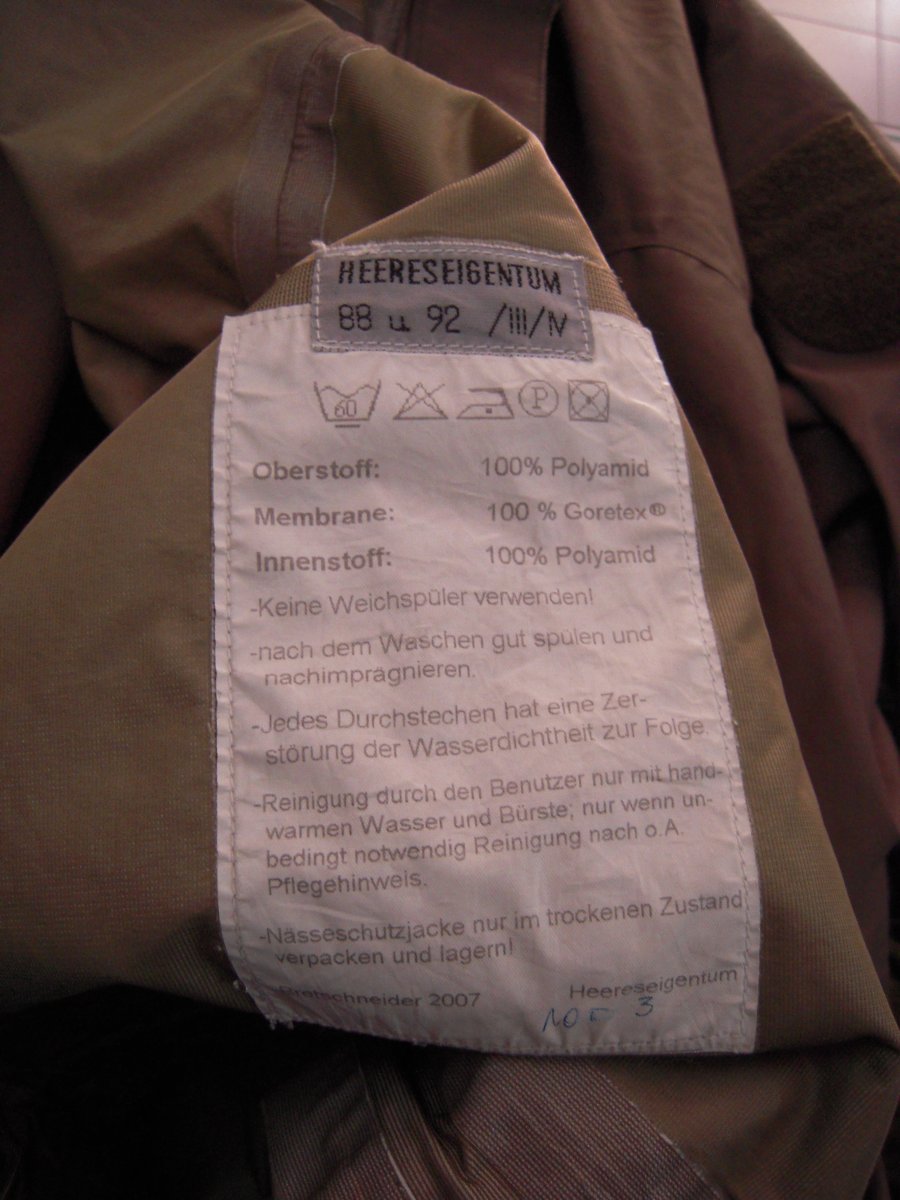 HEERESEIGENTUM
88 u 92 /III/IV
60 P
Oberstoff: 100% Polyamid
Membrane: 100 % Goretex®
Innenstoff: 100% Polyamid
-Keine Weichspüler verwenden!
-nach dem Waschen gut spülen und
nachimprägnieren.
-Jedes Durchstechen hat eine Zer-
störung der Wasserdichtheit zur Folge.
-Reinigung durch den Benutzer nur mit hand-
warmen Wasser und Bürste; nur wenn un-
bedingt notwendig Reinigung nach o.A.
Pflegehinweis.
-Nässeschutzjacke nur im trockenen Zustand
verpacken und lagern!
Bretschneider 2007 Heereseigentum
3